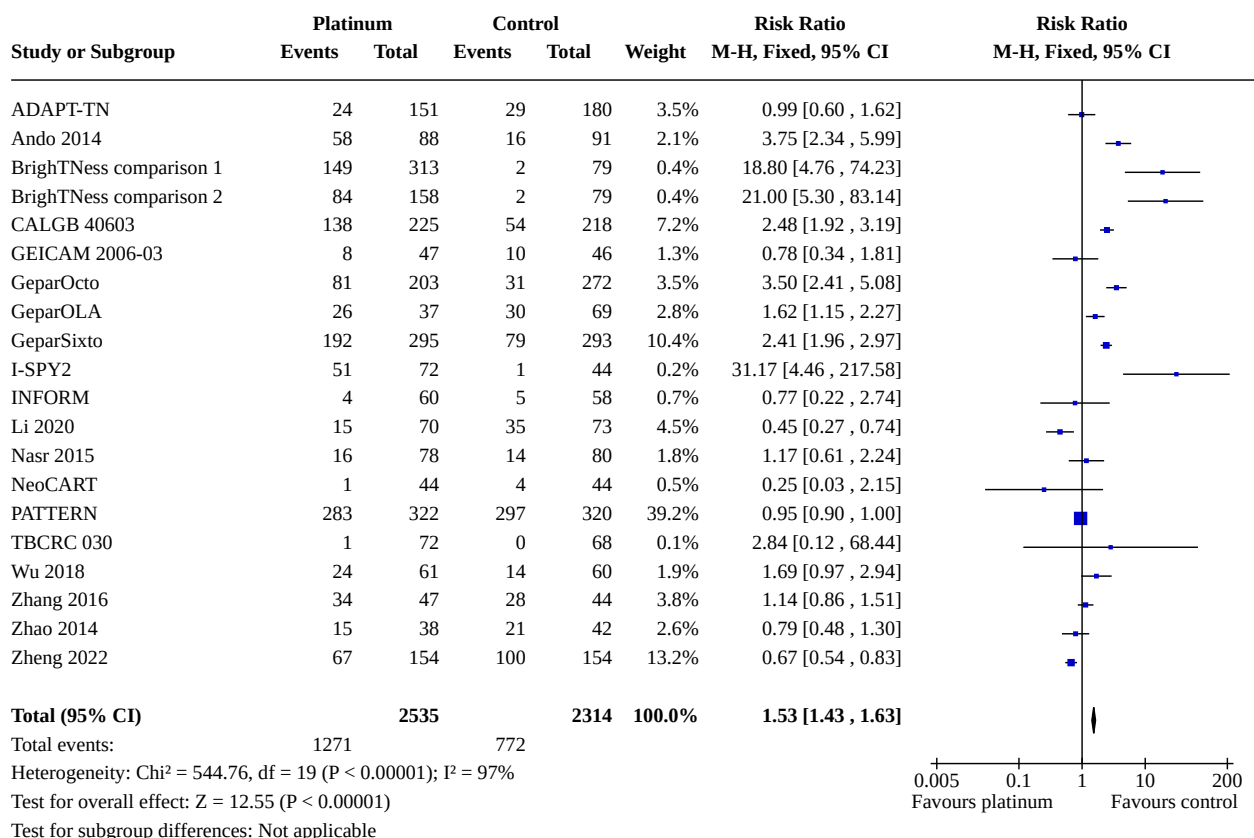 Platinum Control Risk Ratio Risk Ratio
Study or Subgroup Events Total Events Total Weight M-H, Fixed, 95% CI M-H, Fixed, 95% CI
ADAPT-TN 24 151 29 180 3.5% 0.99 [0.60 , 1.62]
Ando 2014 58 88 16 91 2.1% 3.75 [2.34 , 5.99]
BrighTNess comparison 1 149 313 2 79 0.4% 18.80 [4.76 , 74.23]
BrighTNess comparison 2 84 158 2 79 0.4% 21.00 [5.30 , 83.14]
CALGB 40603 138 225 54 218 7.2% 2.48 [1.92 , 3.19]
GEICAM 2006-03 8 47 10 46 1.3% 0.78 [0.34 , 1.81]
GeparOcto 81 203 31 272 3.5% 3.50 [2.41 , 5.08]
GeparOLA 26 37 30 69 2.8% 1.62 [1.15 , 2.27]
GeparSixto 192 295 79 293 10.4% 2.41 [1.96 , 2.97]
I-SPY2 51 72 1 44 0.2% 31.17 [4.46 , 217.58]
INFORM 4 60 5 58 0.7% 0.77 [0.22 , 2.74]
Li 2020 15 70 35 73 4.5% 0.45 [0.27 , 0.74]
Nasr 2015 16 78 14 80 1.8% 1.17 [0.61 , 2.24]
NeoCART 1 44 4 44 0.5% 0.25 [0.03 , 2.15]
PATTERN 283 322 297 320 39.2% 0.95 [0.90 , 1.00]
TBCRC 030 1 72 0 68 0.1% 2.84 [0.12 , 68.44]
Wu 2018 24 61 14 60 1.9% 1.69 [0.97 , 2.94]
Zhang 2016 34 47 28 44 3.8% 1.14 [0.86 , 1.51]
Zhao 2014 15 38 21 42 2.6% 0.79 [0.48 , 1.30]
Zheng 2022 67 154 100 154 13.2% 0.67 [0.54 , 0.83]
Total (95% CI) 2535 2314 100.0% 1.53 [1.43 , 1.63]
Total events: 1271 772
Heterogeneity: Chi² = 544.76, df = 19 (P < 0.00001); I² = 97%
Test for overall effect: Z = 12.55 (P < 0.00001)
Test for subgroup differences: Not applicable
0.005 0.1 1 10 200
Favours platinum Favours control